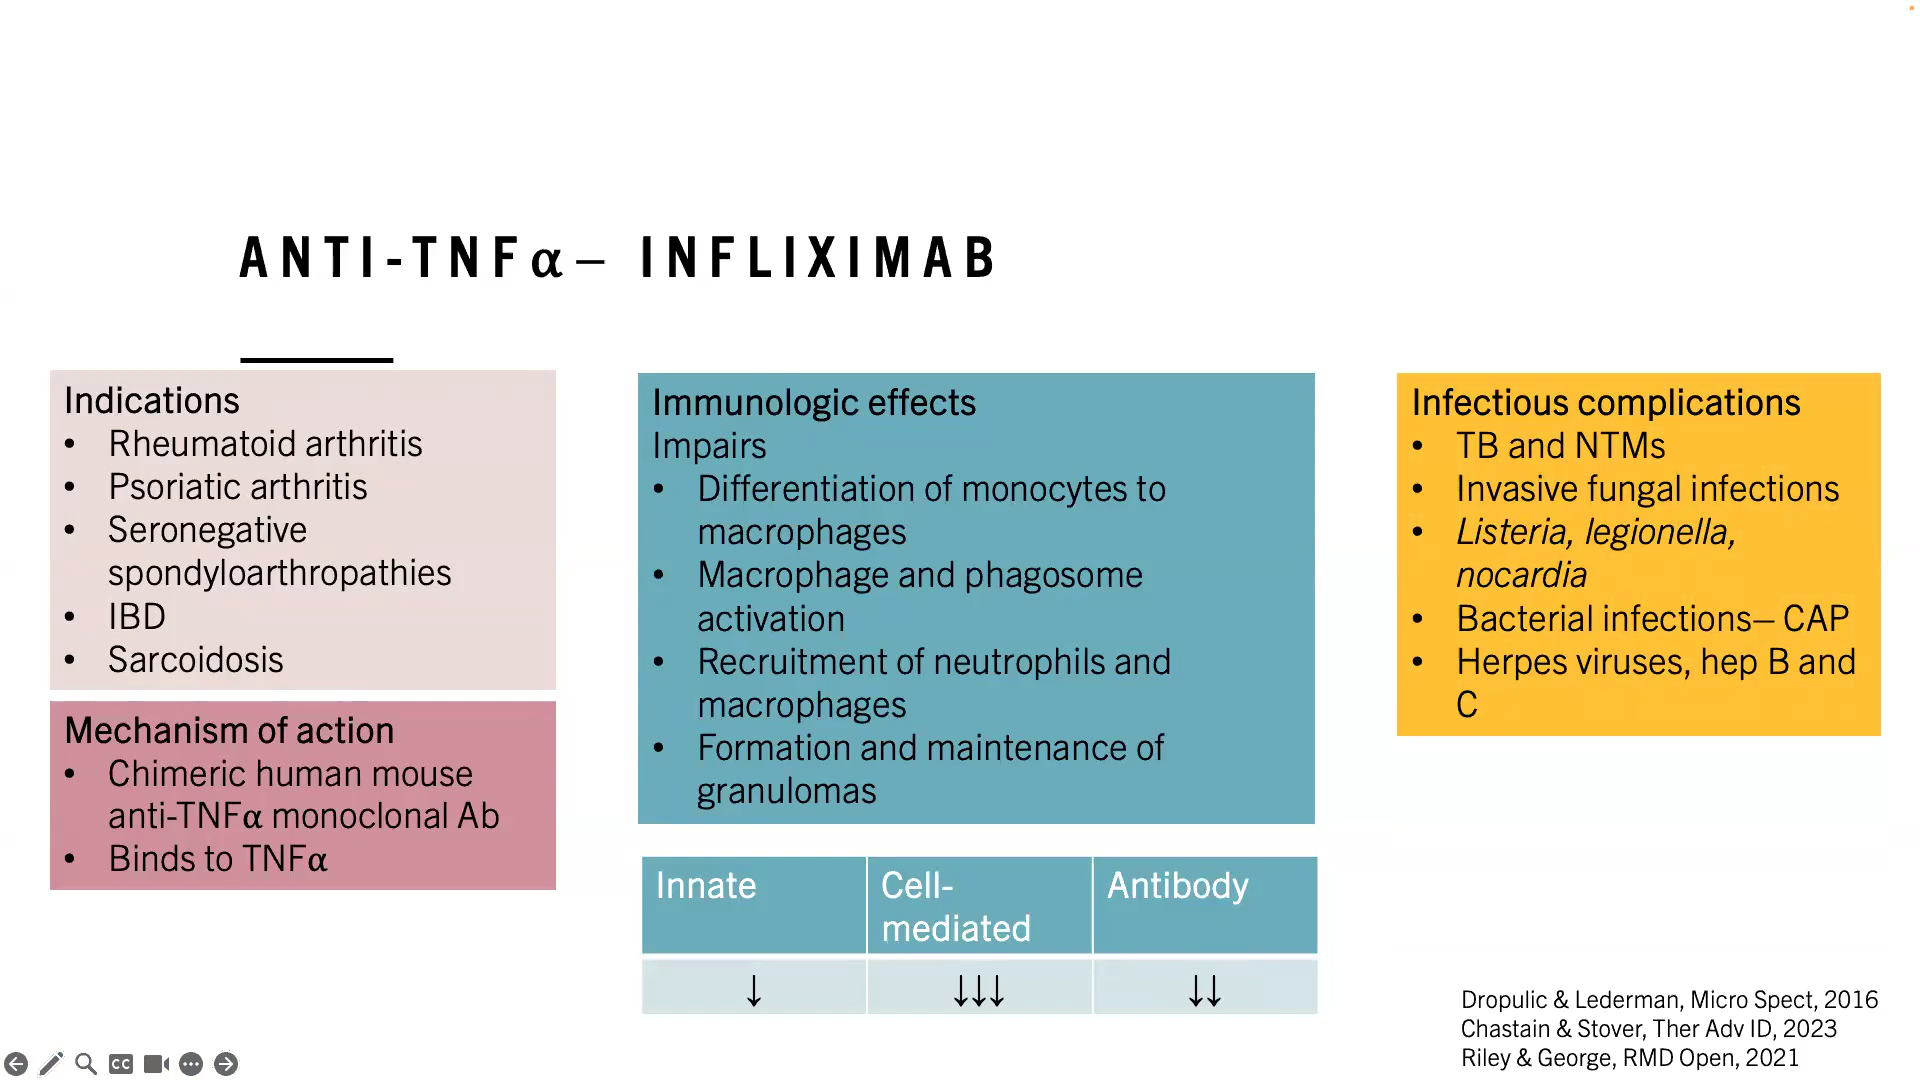 ANTI-TNFα– INFLIXIMAB
Indications
• Rheumatoid arthritis
• Psoriatic arthritis
• Seronegative
spondyloarthropathies
• IBD
• Sarcoidosis
Mechanism of action
• Chimeric human mouse
anti-TNFα monoclonal Ab
• Binds to TNFα
Immunologic effects
Impairs
• Differentiation of monocytes to
macrophages
• Macrophage and phagosome
activation
• Recruitment of neutrophils and
macrophages
• Formation and maintenance of
granulomas
Innate
Cell-
mediated
Antibody
↓
↓↓↓
↓↓
Infectious complications
• TB and NTMs
• Invasive fungal infections
• Listeria, legionella,
nocardia
• Bacterial infections– CAP
• Herpes viruses, hep B and
C
Dropulic & Lederman, Micro Spect, 2016
Chastain & Stover, Ther Adv ID, 2023
Riley & George, RMD Open, 2021
CC